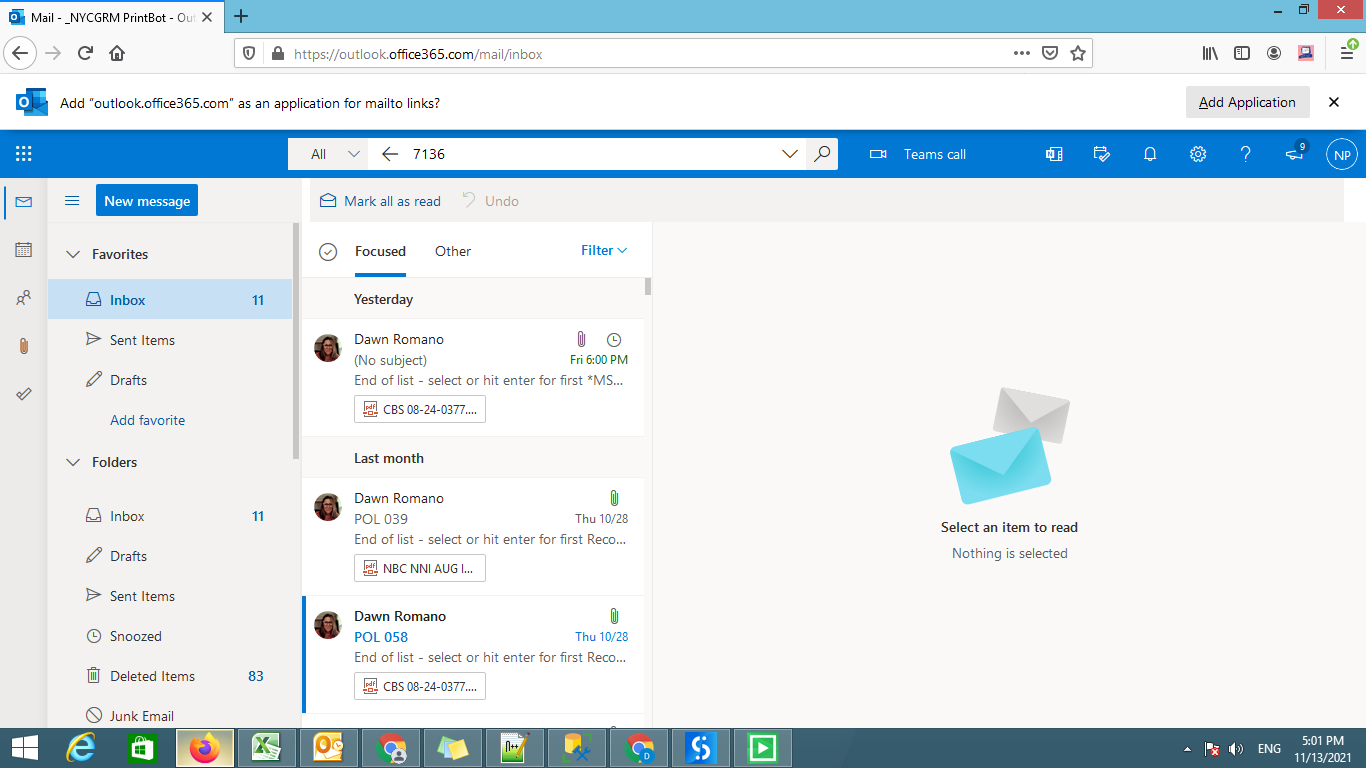 Mail - _NYCGRM PrintBot - Out
https://outlook.office365.com/mail/inbox
Add "outlook.office365.com" as an application for mailto links?
Add Application
All
7136
Teams call
9
NP
New message
Mark all as read
Undo
Favorites
Inbox 11
Sent Items
Drafts
Add favorite
Folders
Inbox 11
Drafts
Sent Items
Snoozed
Deleted Items 83
Junk Email
Focused
Other
Filter
Yesterday
Dawn Romano
(No subject) Fri 6:00 PM
End of list - select or hit enter for first *MS...
CBS 08-24-0377....
Last month
Dawn Romano
POL 039 Thu 10/28
End of list - select or hit enter for first Reco...
NBC NNI AUG I...
Dawn Romano
POL 058 Thu 10/28
End of list - select or hit enter for first Reco...
CBS 08-24-0377....
Select an item to read
Nothing is selected
ENG
5:01 PM
11/13/2021